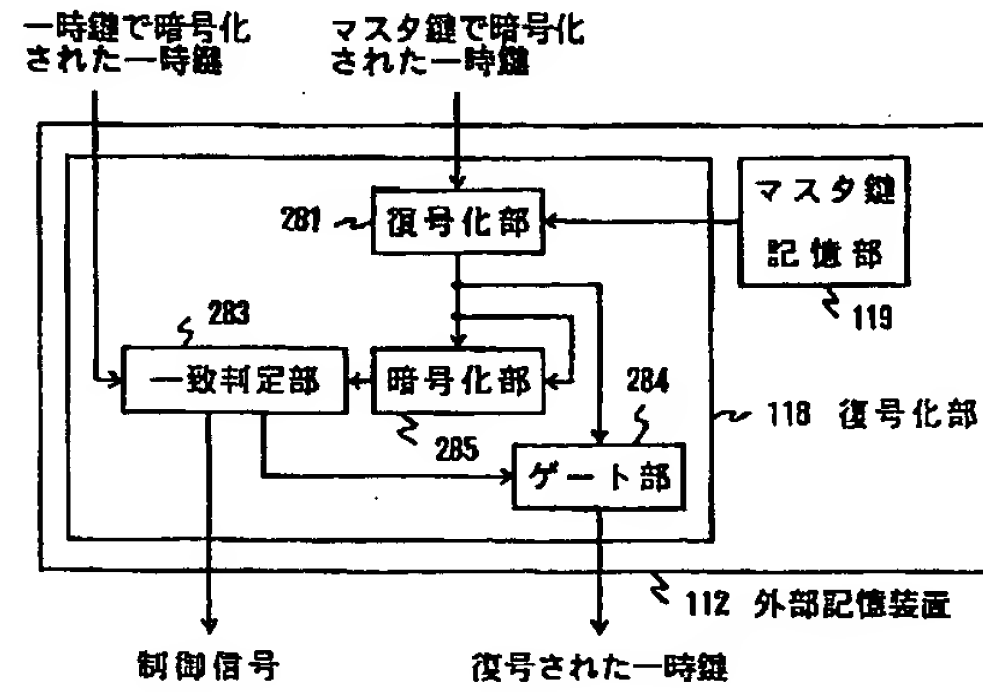 一時鍵で暗号化
された一時鍵
マスタ鍵で暗号化
された一時鍵
281
復号化部
マスタ鍵
記憶部
119
283
一致判定部
暗号化部
285
284
ゲート部
118 復号化部
112 外部記憶装置
制御信号
復号された一時鍵